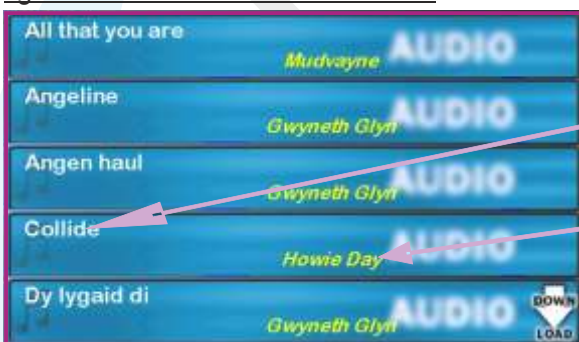 All that you are
Mudvayne AUDIO
Angeline
Gwyneth Glyn AUDIO
Angen haul
Gwyneth Glyn AUDIO
Collide
Howie Day AUDIO
Dy lygaid di
Gwyneth Glyn AUDIO
DOWN
LOAD